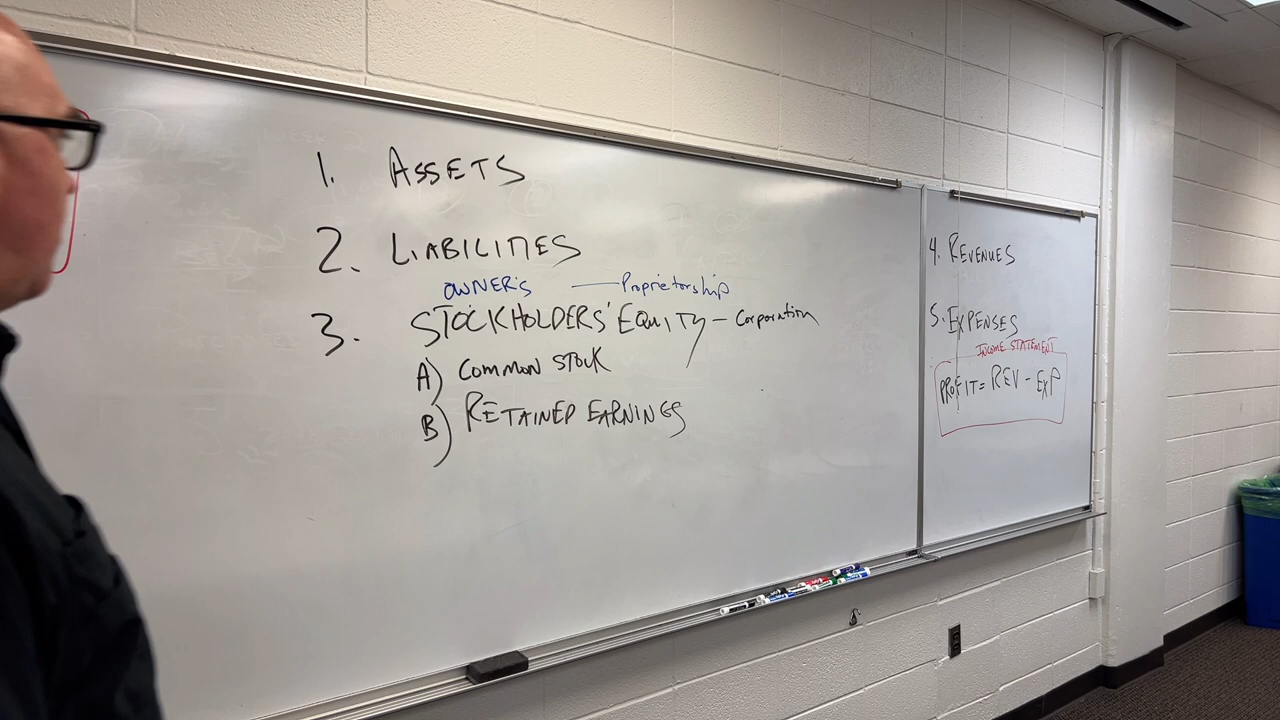 1. ASSETS
2. LIABILITIES
OWNER'S — Proprietorship
3. STOCKHOLDERS' EQUITY - Corporation
A) COMMON STOCK
B) RETAINED EARNINGS
4. REVENUES
5. EXPENSES
INCOME STATEMENT
PROFIT = REV - EXP